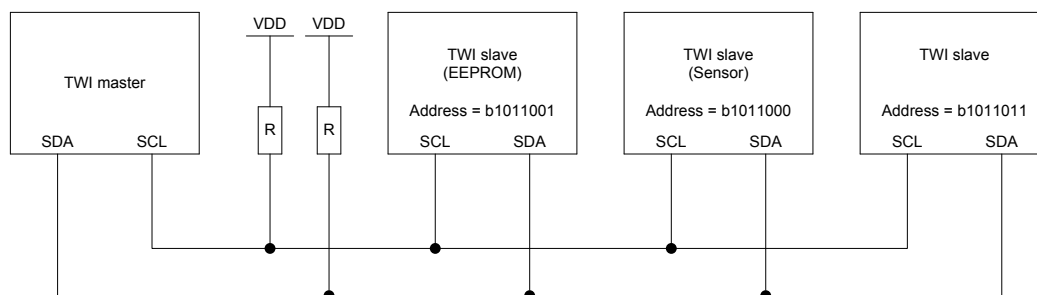 TWI master
SDA
SCL
VDD
VDD
R
R
TWI slave
(EEPROM)
Address = b1011001
SCL
SDA
TWI slave
(Sensor)
Address = b1011000
SCL
SDA
TWI slave
Address = b1011011
SCL
SDA